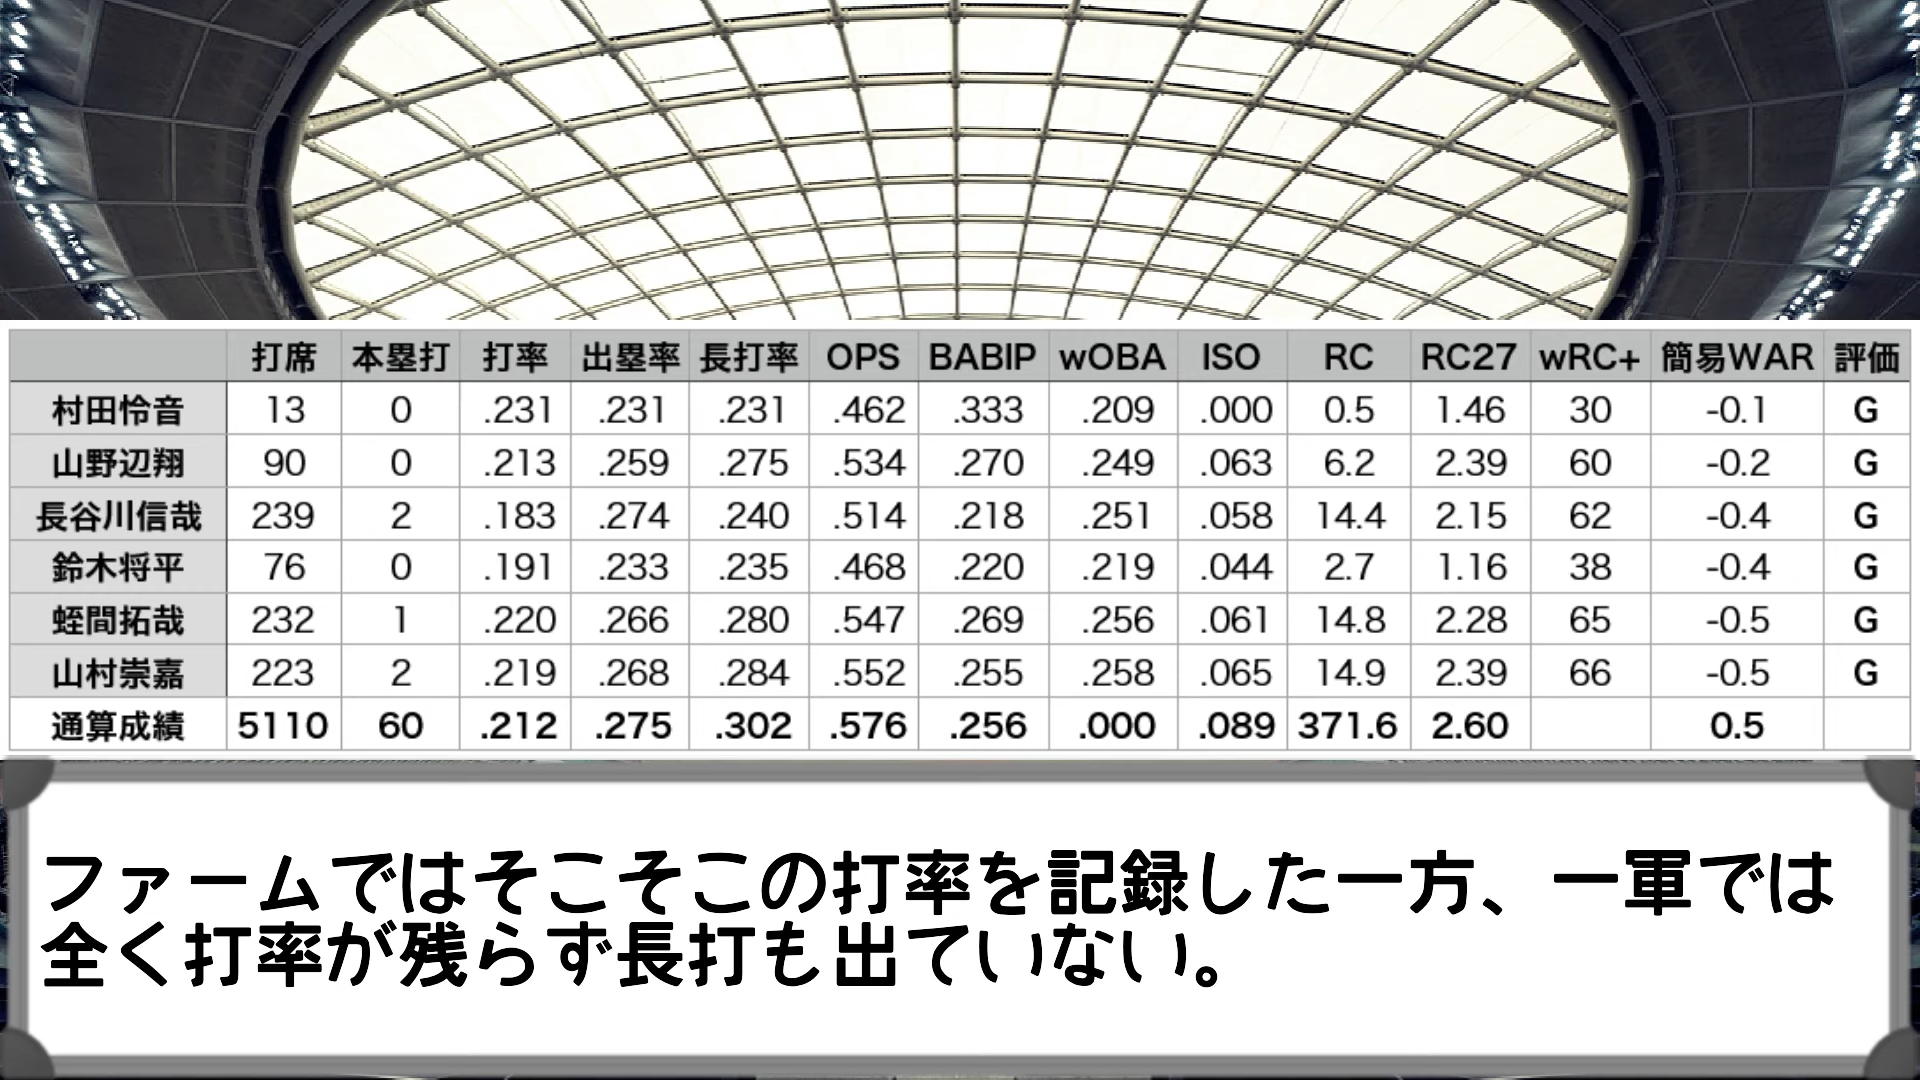 打席 本塁打 打率 出塁率 長打率 OPS BABIP wOBA ISO RC RC27 wRC+ 簡易WAR 評価
村田怜音 13 0 .231 .231 .231 .462 .333 .209 .000 0.5 1.46 30 -0.1 G
山野辺翔 90 0 .213 .259 .275 .534 .270 .249 .063 6.2 2.39 60 -0.2 G
長谷川信哉 239 2 .183 .274 .240 .514 .218 .251 .058 14.4 2.15 62 -0.4 G
鈴木将平 76 0 .191 .233 .235 .468 .220 .219 .044 2.7 1.16 38 -0.4 G
蛭間拓哉 232 1 .220 .266 .280 .547 .269 .256 .061 14.8 2.28 65 -0.5 G
山村崇嘉 223 2 .219 .268 .284 .552 .255 .258 .065 14.9 2.39 66 -0.5 G
通算成績 5110 60 .212 .275 .302 .576 .256 .000 .089 371.6 2.60 0.5
ファームではそこそこの打率を記録した一方、一軍では
全く打率が残らず長打も出ていない。